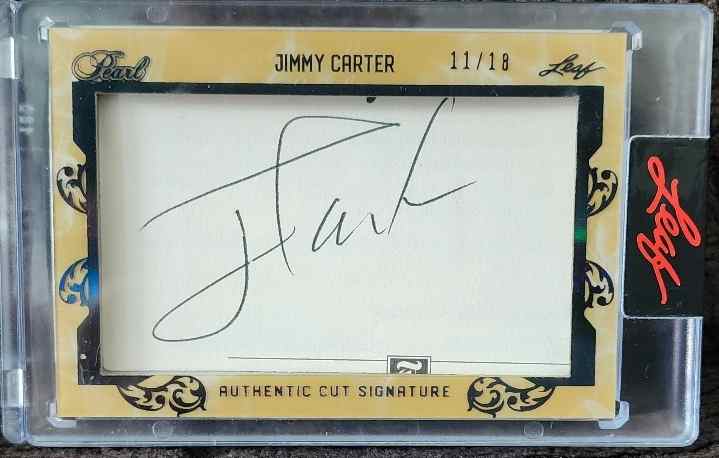 Pearl JIMMY CARTER 11/18 Leaf
J Carter
Leaf
AUTHENTIC CUT SIGNATURE